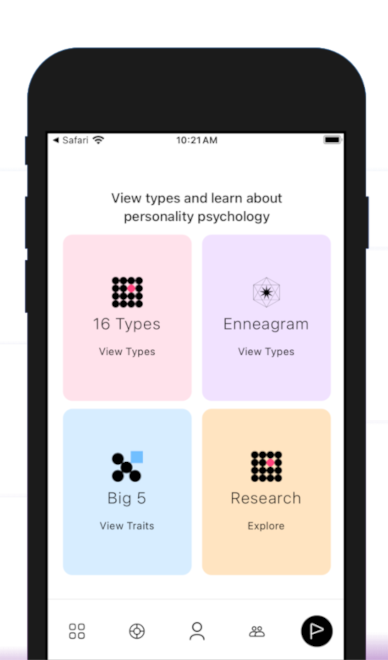 Safari
10:21 AM
View types and learn about
personality psychology
16 Types
View Types
Enneagram
View Types
Big 5
View Traits
Research
Explore